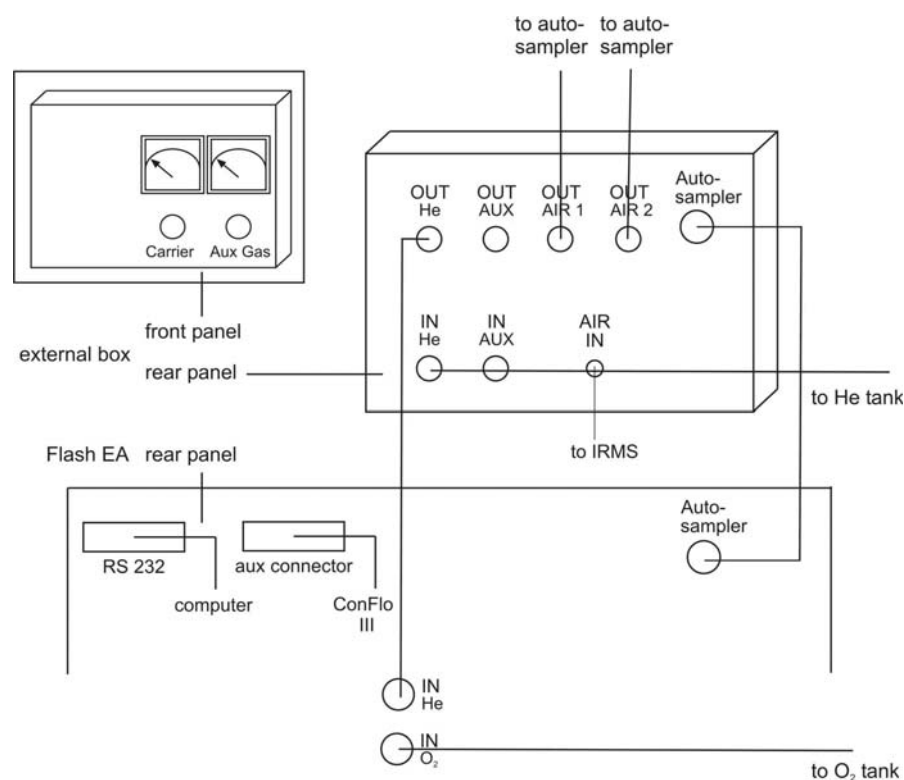 to auto-
sampler
to auto-
sampler
Carrier
Aux Gas
front panel
external box
rear panel
OUT
He
OUT
AUX
OUT
AIR 1
OUT
AIR 2
Auto-
sampler
IN
He
IN
AUX
AIR
IN
to He tank
to IRMS
Flash EA rear panel
RS 232
aux connector
computer
ConFlo
III
Auto-
sampler
IN
He
IN
O₂
to O₂ tank